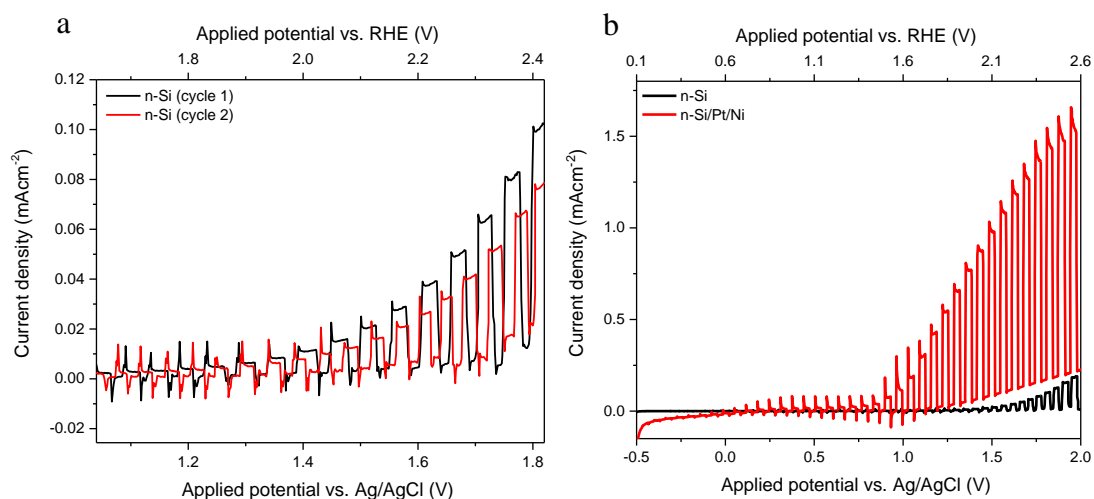 a
Applied potential vs. RHE (V)
1.8 2.0 2.2 2.4
0.12
0.10
0.08
0.06
0.04
0.02
0.00
-0.02
Current density (mAcm-2)
n-Si (cycle 1)
n-Si (cycle 2)
1.2 1.4 1.6 1.8
Applied potential vs. Ag/AgCl (V)
b
Applied potential vs. RHE (V)
0.1 0.6 1.1 1.6 2.1 2.6
1.5
1.0
0.5
0.0
Current density (mAcm-2)
n-Si
n-Si/Pt/Ni
-0.5 0.0 0.5 1.0 1.5 2.0
Applied potential vs. Ag/AgCl (V)